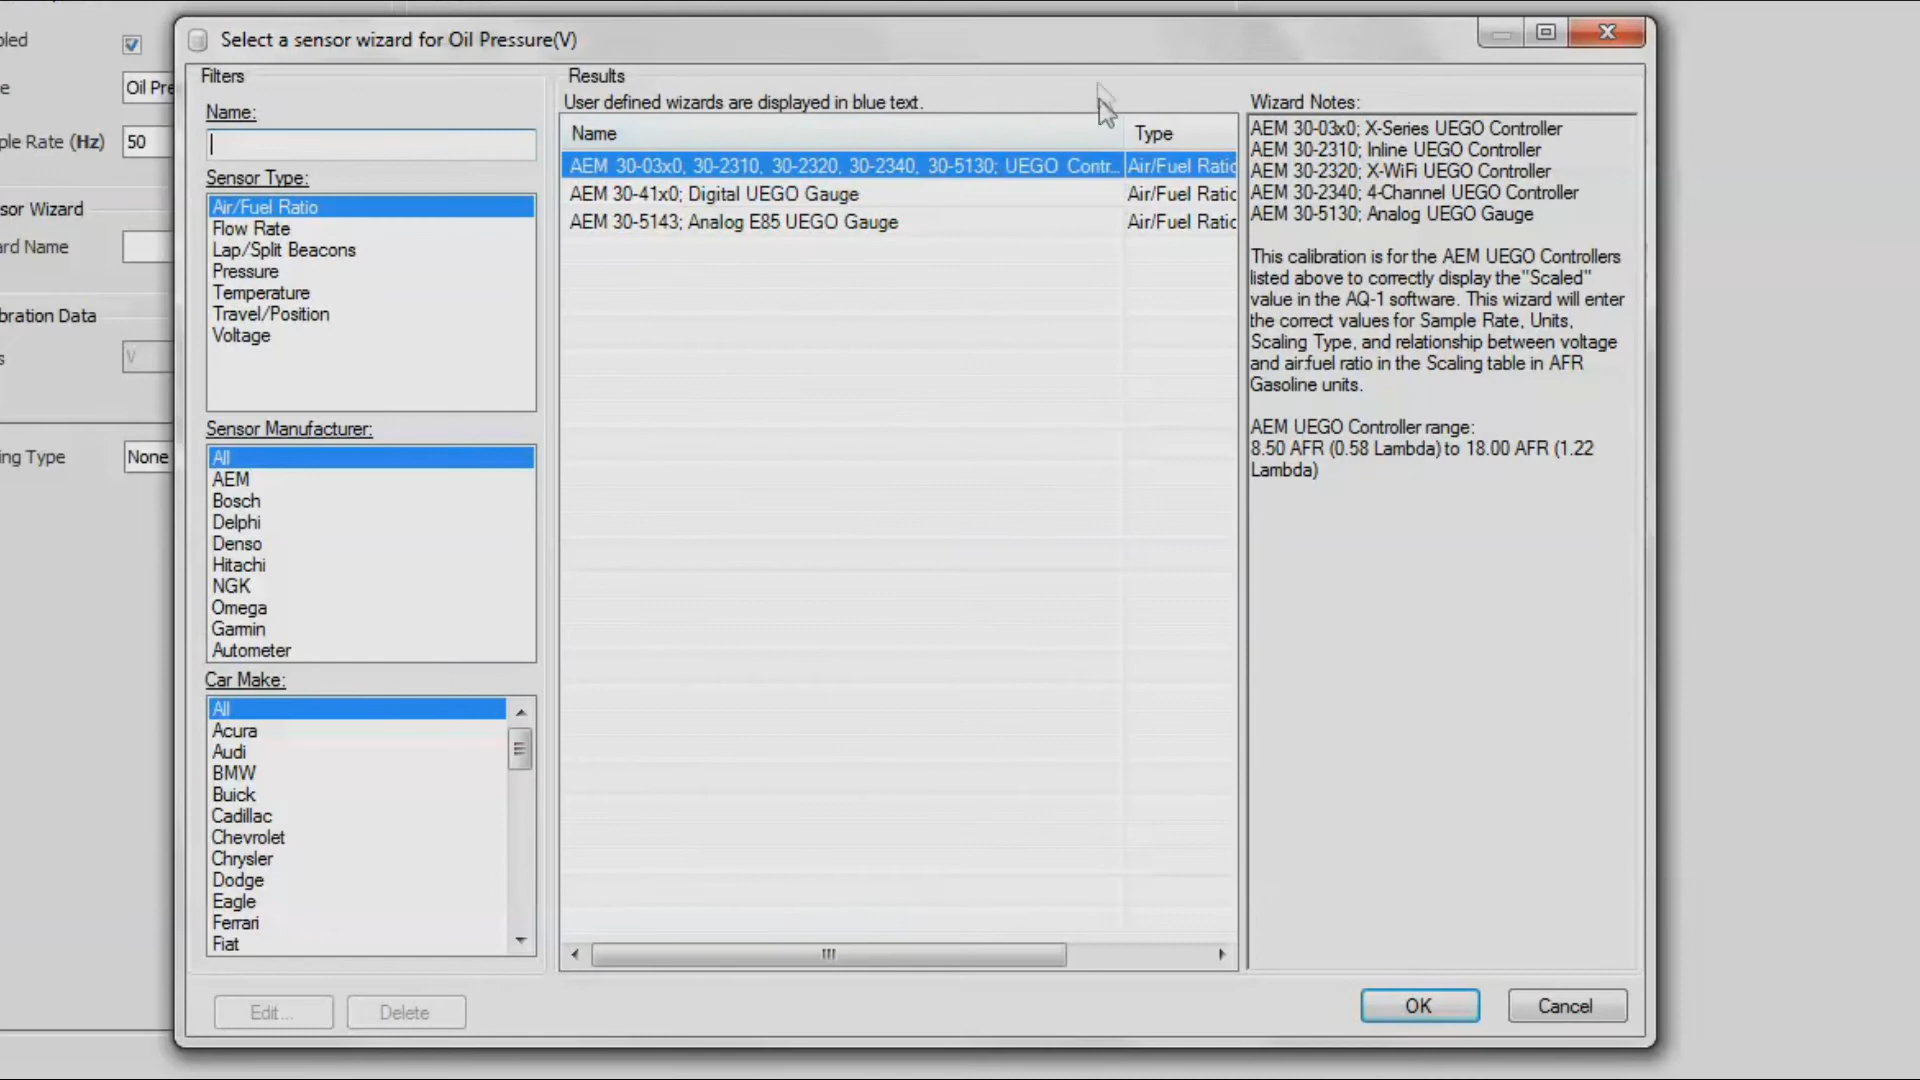 Select a sensor wizard for Oil Pressure(V)
Filters
Name:
Sensor Type:
Air/Fuel Ratio
Flow Rate
Lap/Split Beacons
Pressure
Temperature
Travel/Position
Voltage
Sensor Manufacturer:
All
AEM
Bosch
Delphi
Denso
Hitachi
NGK
Omega
Garmin
Autometer
Car Make:
All
Acura
Audi
BMW
Buick
Cadillac
Chevrolet
Chrysler
Dodge
Eagle
Ferrari
Fiat
Edit...
Delete
Results
User defined wizards are displayed in blue text.
Name Type
AEM 30-03x0, 30-2310, 30-2320, 30-2340, 30-5130; UEGO Contr... Air/Fuel Ratio
AEM 30-41x0; Digital UEGO Gauge Air/Fuel Ratio
AEM 30-5143; Analog E85 UEGO Gauge Air/Fuel Ratio
Wizard Notes:
AEM 30-03x0; X-Series UEGO Controller
AEM 30-2310; Inline UEGO Controller
AEM 30-2320; X-WiFi UEGO Controller
AEM 30-2340; 4-Channel UEGO Controller
AEM 30-5130; Analog UEGO Gauge
This calibration is for the AEM UEGO Controllers
listed above to correctly display the "Scaled"
value in the AQ-1 software. This wizard will enter
the correct values for Sample Rate, Units,
Scaling Type, and relationship between voltage
and air:fuel ratio in the Scaling table in AFR
Gasoline units.
AEM UEGO Controller range:
8.50 AFR (0.58 Lambda) to 18.00 AFR (1.22
Lambda)
OK
Cancel
bled
e Oil Pre
ple Rate (Hz) 50
sor Wizard
ard Name
bration Data
s V
ing Type None